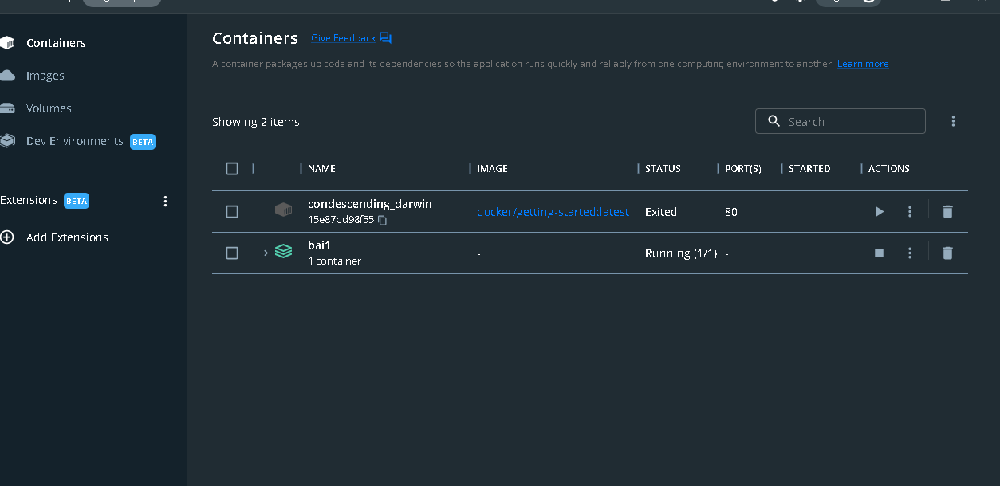 Containers
Images
Volumes
Dev Environments BETA
Extensions BETA
Add Extensions
Containers Give Feedback
A container packages up code and its dependencies so the application runs quickly and reliably from one computing environment to another. Learn more
Showing 2 items
Search
NAME IMAGE STATUS PORT(S) STARTED ACTIONS
condescending_darwin
15e87bd98f55
docker/getting-started:latest Exited 80
bai1
1 container
- Running (1/1) -